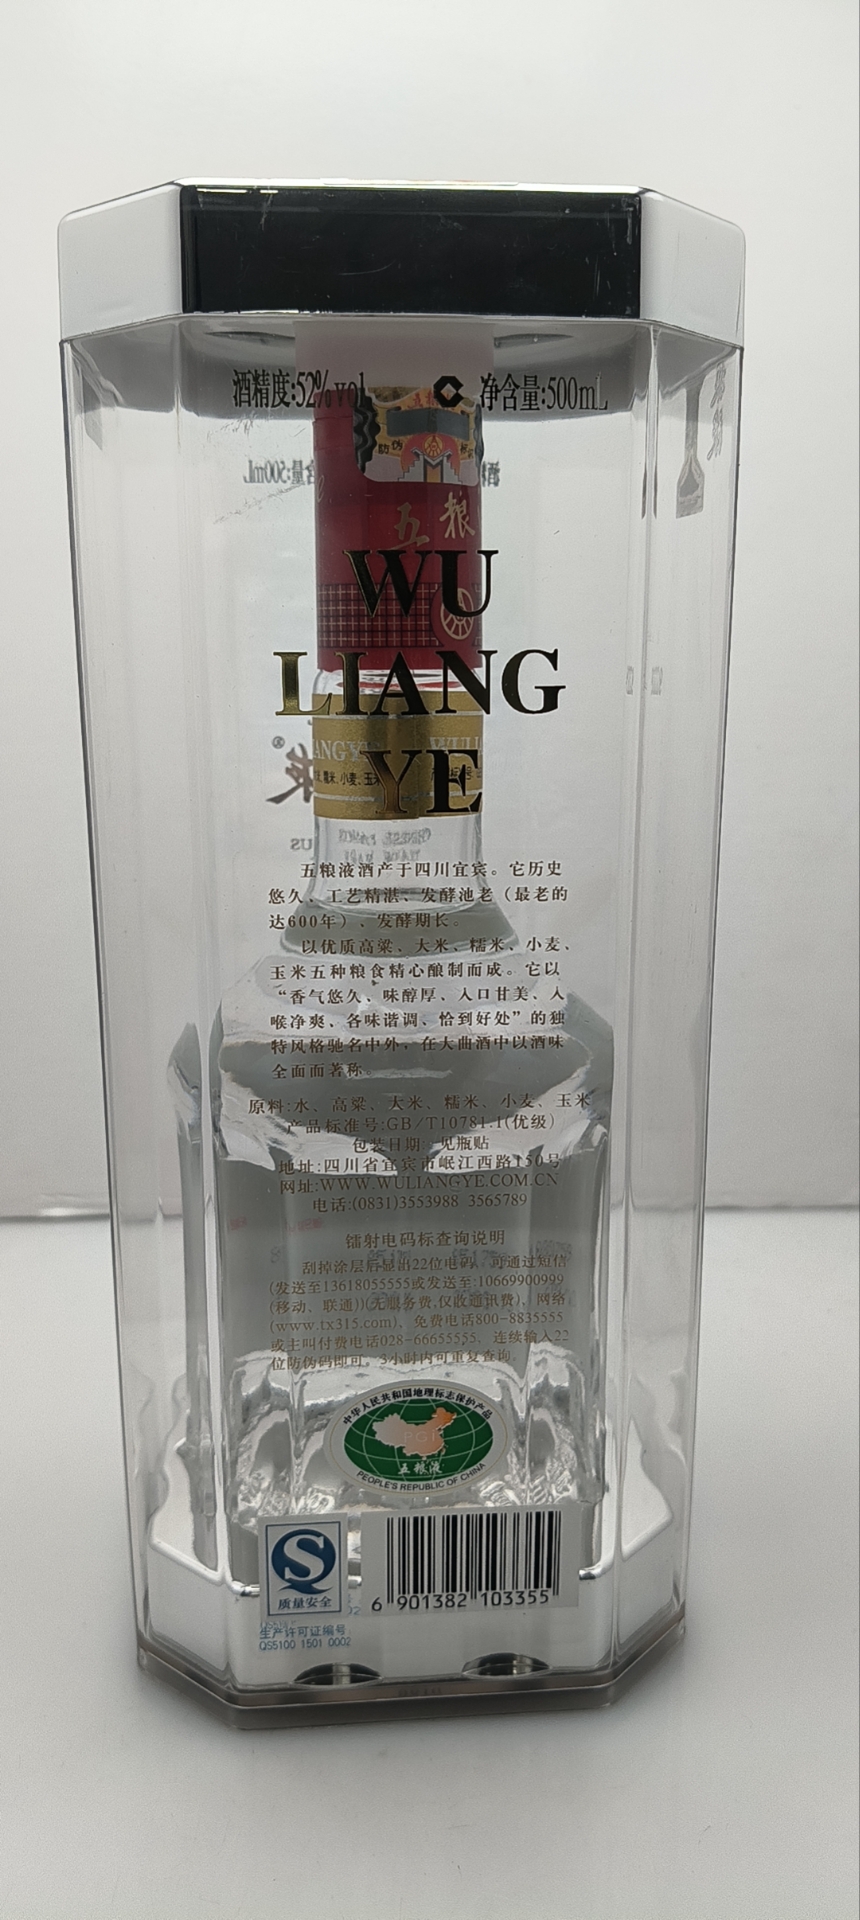 酒精度:52%vol 净含量:500mL
防伪
五粮
WU
LIANG
YE
五粮液酒产于四川宜宾。它历史
悠久、工艺精湛、发酵池老（最老的
达600年）、发酵期长。
以优质高粱、大米、糯米、小麦、
玉米五种粮食精心酿制而成。它以
“香气悠久、味醇厚、入口甘美、入
喉净爽、各味谐调、恰到好处”的独
特风格驰名中外，在大曲酒中以酒味
全面而著称。
原料:水、高粱、大米、糯米、小麦、玉米
产品标准号:GB/T10781.1(优级)
包装日期：见瓶贴
地址:四川省宜宾市岷江西路150号
网址:WWW.WULIANGYE.COM.CN
电话:(0831)3553988 3565789
镭射电码标查询说明
刮掉涂层后显出22位电码，可通过短信
(发送至13618055555或发送至:10669900999
(移动、联通))(无服务费,仅收通讯费)、网络
(www.tx315.com)、免费电话800-8835555
或主叫付费电话028-66655555，连续输入22
位防伪码即可。3小时内可重复查询。
中华人民共和国地理标志保护产品
PGI
五粮液
PEOPLE'S REPUBLIC OF CHINA
质量安全
6 901382 103355
生产许可证编号
QS5100 1501 0002